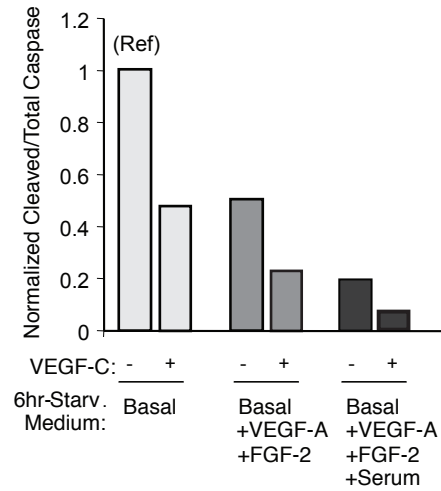 Normalized Cleaved/Total Caspase
1.2
1
0.8
0.6
0.4
0.2
0
(Ref)
VEGF-C: - + - + - +
6hr-Starv. Medium:
Basal
Basal
+VEGF-A
+FGF-2
Basal
+VEGF-A
+FGF-2
+Serum